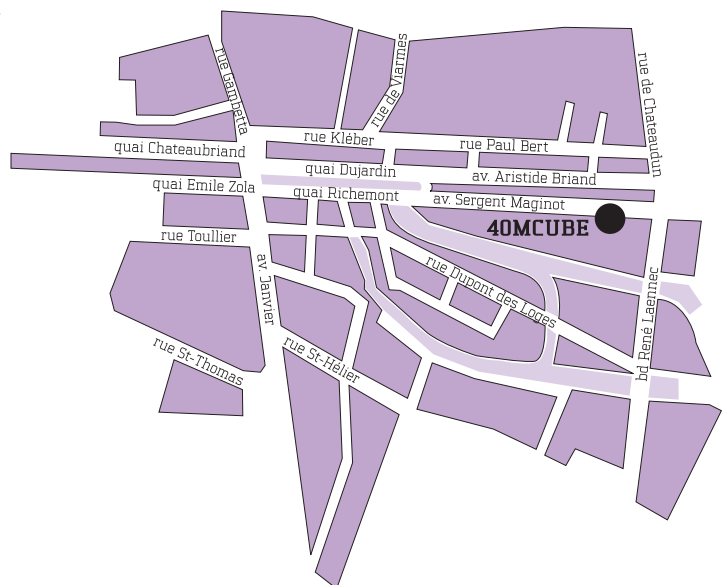 rue Gambetta
rue de Viarmes
rue de Chateaudun
rue Kléber
rue Paul Bert
quai Chateaubriand
quai Dujardin
av. Aristide Briand
quai Emile Zola
quai Richemont
av. Sergent Maginot
40MCUBE
rue Toullier
av. Janvier
rue Dupont des Loges
bd René Laennec
rue St-Thomas
rue St-Hélier